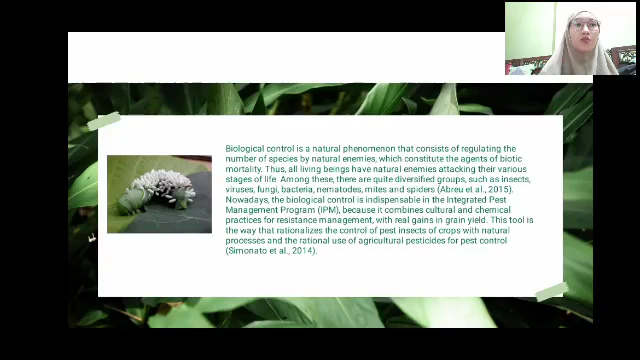 Biological control is a natural phenomenon that consists of regulating the
number of species by natural enemies, which constitute the agents of biotic
mortality. Thus, all living beings have natural enemies attacking their various
stages of life. Among these, there are quite diversified groups, such as insects,
viruses, fungi, bacteria, nematodes, mites and spiders (Abreu et al., 2015).
Nowadays, the biological control is indispensable in the Integrated Pest
Management Program (IPM), because it combines cultural and chemical
practices for resistance management, with real gains in grain yield. This tool is
the way that rationalizes the control of pest insects of crops with natural
processes and the rational use of agricultural pesticides for pest control
(Simonato et al., 2014).